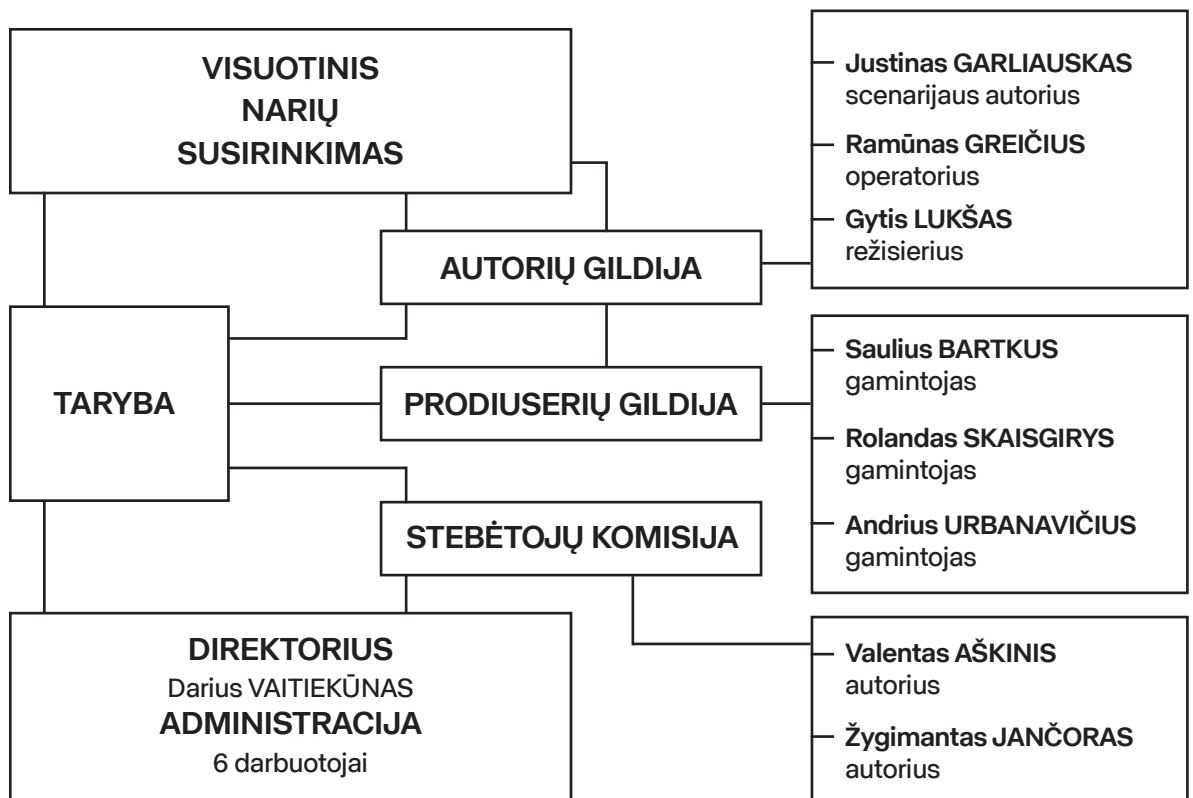 VISUOTINIS
NARIŲ
SUSIRINKIMAS
AUTORIŲ GILDIJA
Justinas GARLIAUSKAS
scenarijaus autorius
Ramūnas GREIČIUS
operatorius
Gytis LUKŠAS
režisierius
TARYBA
PRODIUSERIŲ GILDIJA
Saulius BARTKUS
gamintojas
Rolandas SKAISGIRYS
gamintojas
Andrius URBANAVIČIUS
gamintojas
STEBĖTOJŲ KOMISIJA
Valentas AŠKINIS
autorius
Žygimantas JANČORAS
autorius
DIREKTORIUS
Darius VAITIEKŪNAS
ADMINISTRACIJA
6 darbuotojai